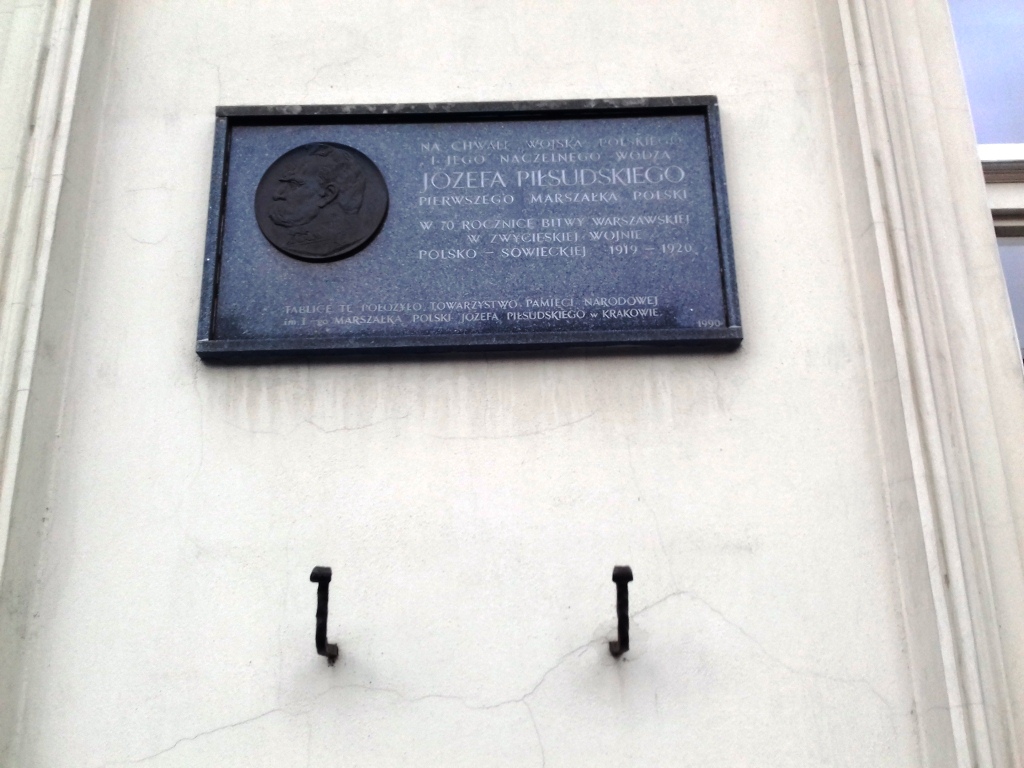 NA CHWAŁĘ WOJSKA POLSKIEGO
I JEGO NACZELNEGO WODZA
JÓZEFA PIŁSUDSKIEGO
PIERWSZEGO MARSZAŁKA POLSKI
W 70 ROCZNICĘ BITWY WARSZAWSKIEJ
W ZWYCIĘSKIEJ WOJNIE
POLSKO – SOWIECKIEJ 1919 – 1920
TABLICĘ TĘ POŁOŻYŁO TOWARZYSTWO PAMIĘCI NARODOWEJ
im. I-go MARSZAŁKA POLSKI JÓZEFA PIŁSUDSKIEGO w KRAKOWIE.
1990